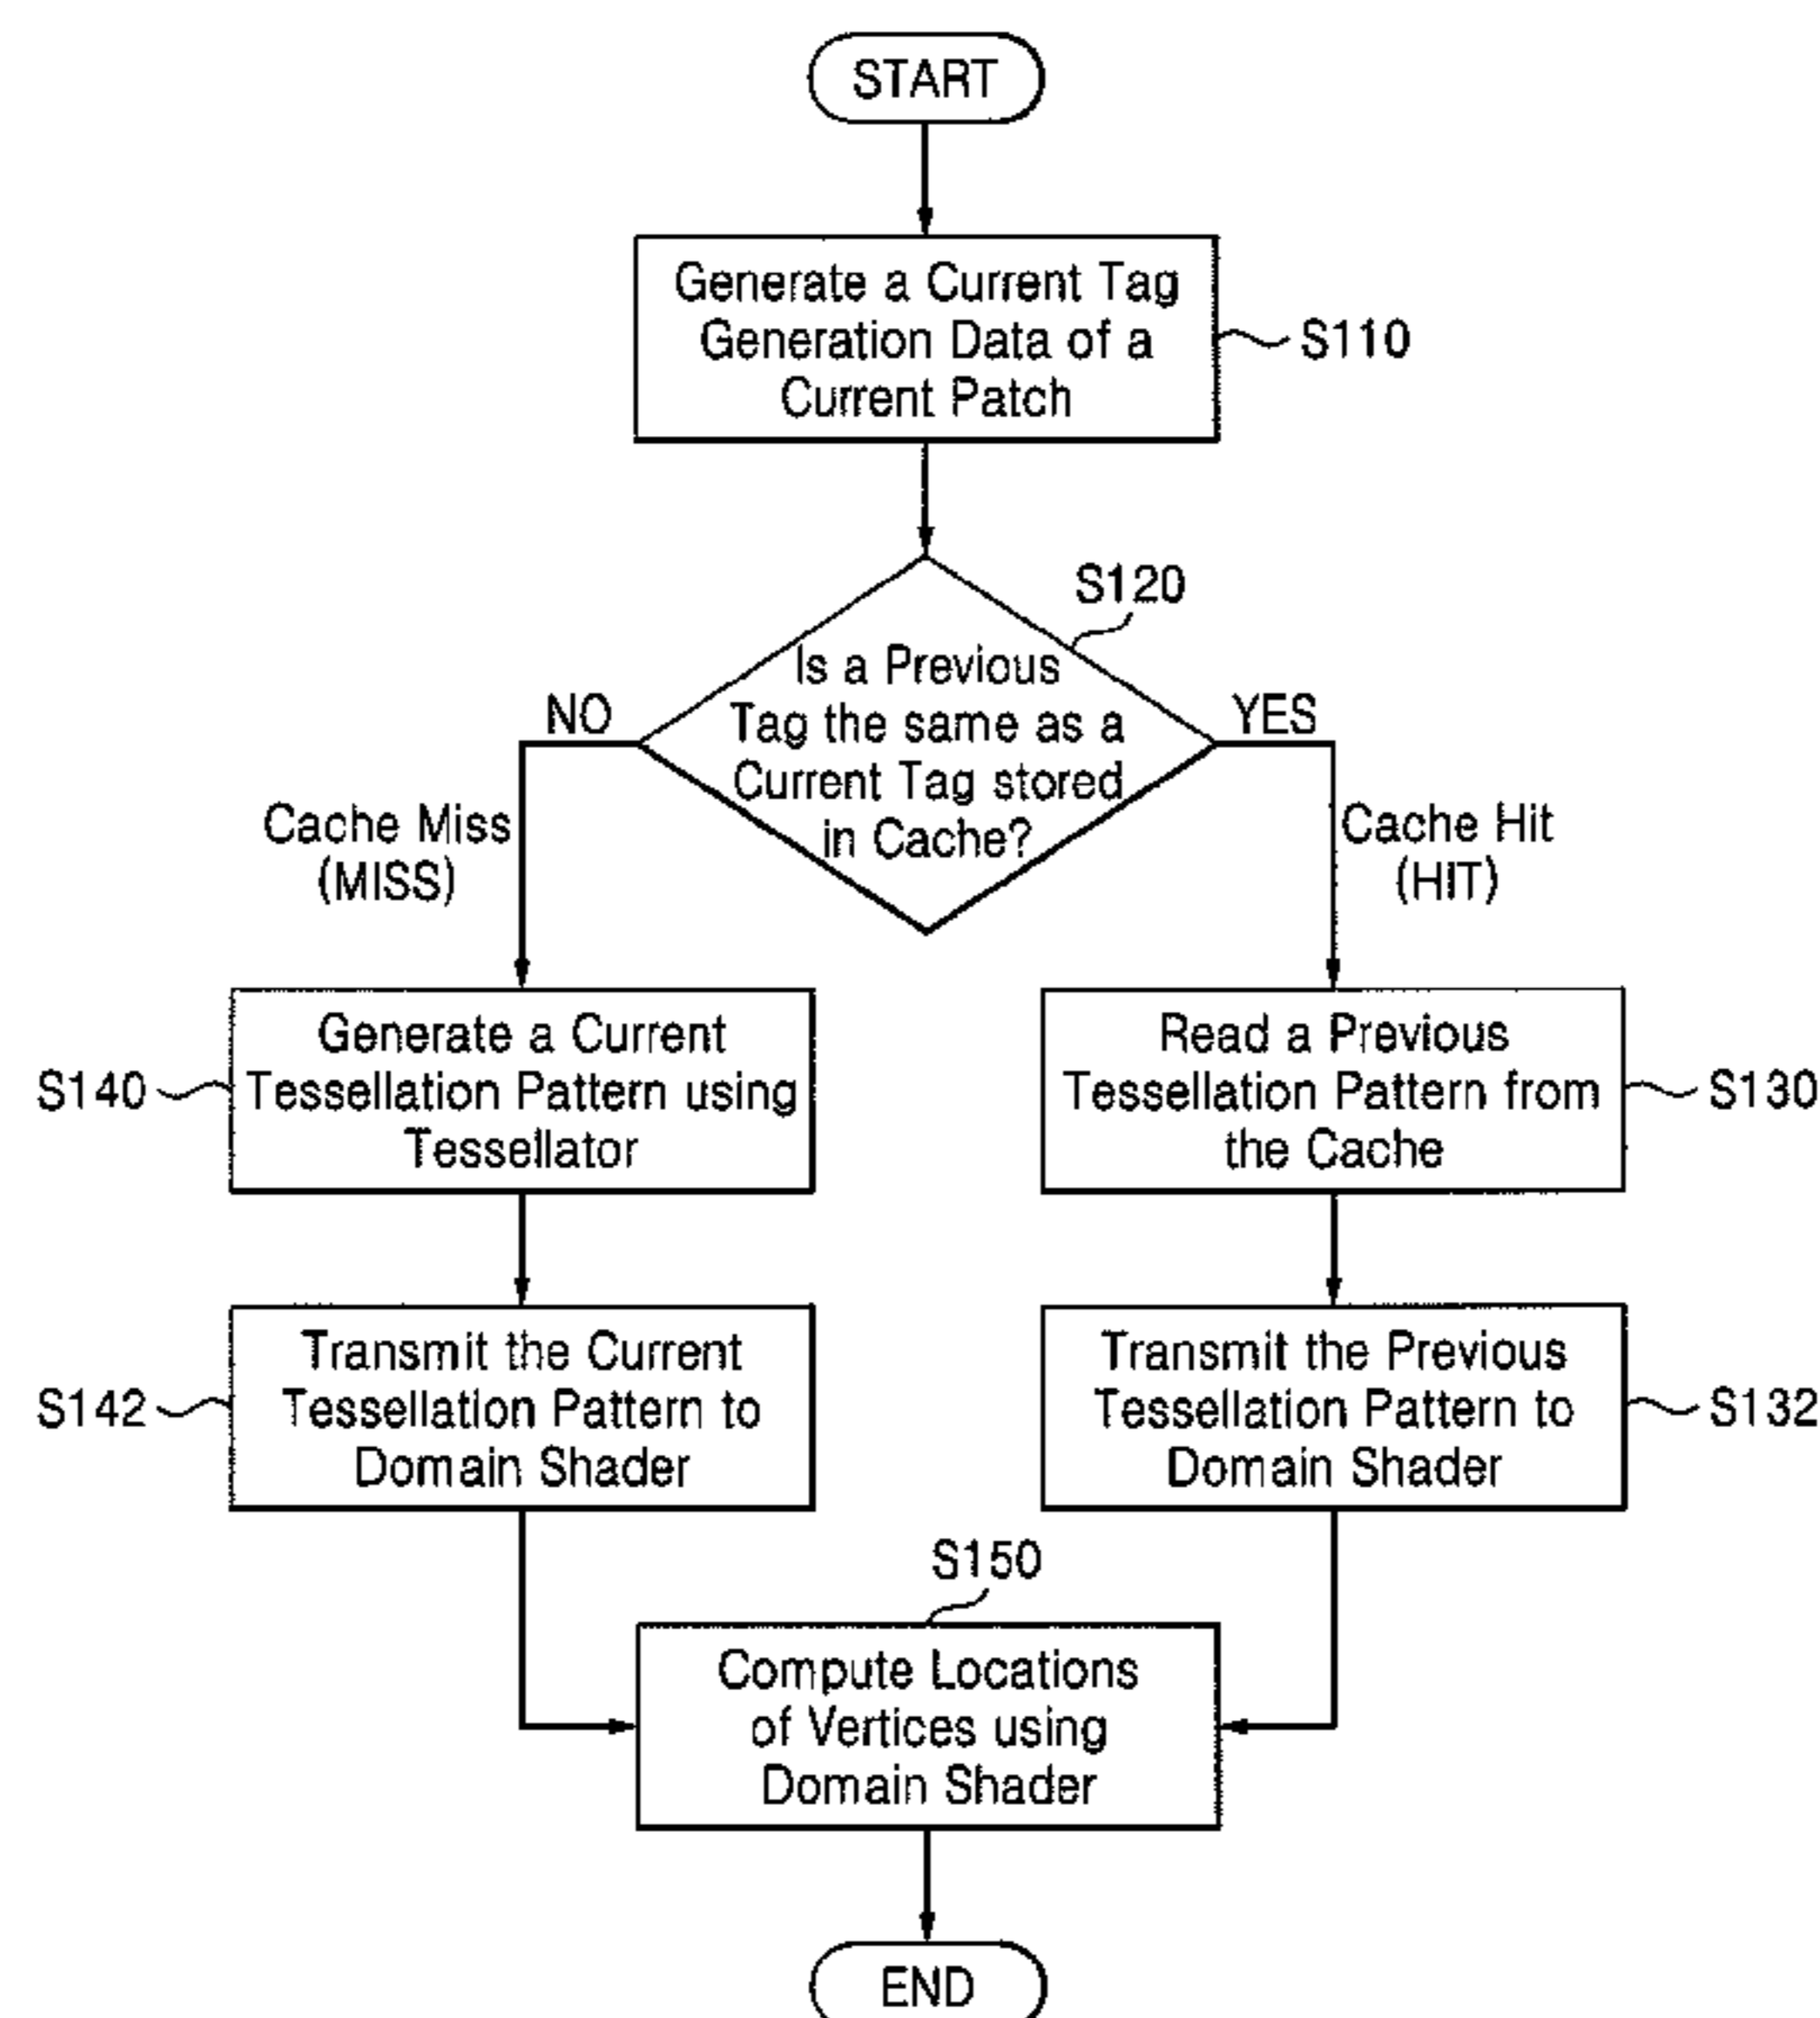 START
Generate a Current Tag
Generation Data of a
Current Patch
S110
S120
Is a Previous
Tag the same as a
Current Tag stored
in Cache?
NO
YES
Cache Miss
(MISS)
Cache Hit
(HIT)
Generate a Current
Tessellation Pattern using
Tessellator
S140
Read a Previous
Tessellation Pattern from
the Cache
S130
Transmit the Current
Tessellation Pattern to
Domain Shader
S142
Transmit the Previous
Tessellation Pattern to
Domain Shader
S132
S150
Compute Locations
of Vertices using
Domain Shader
END